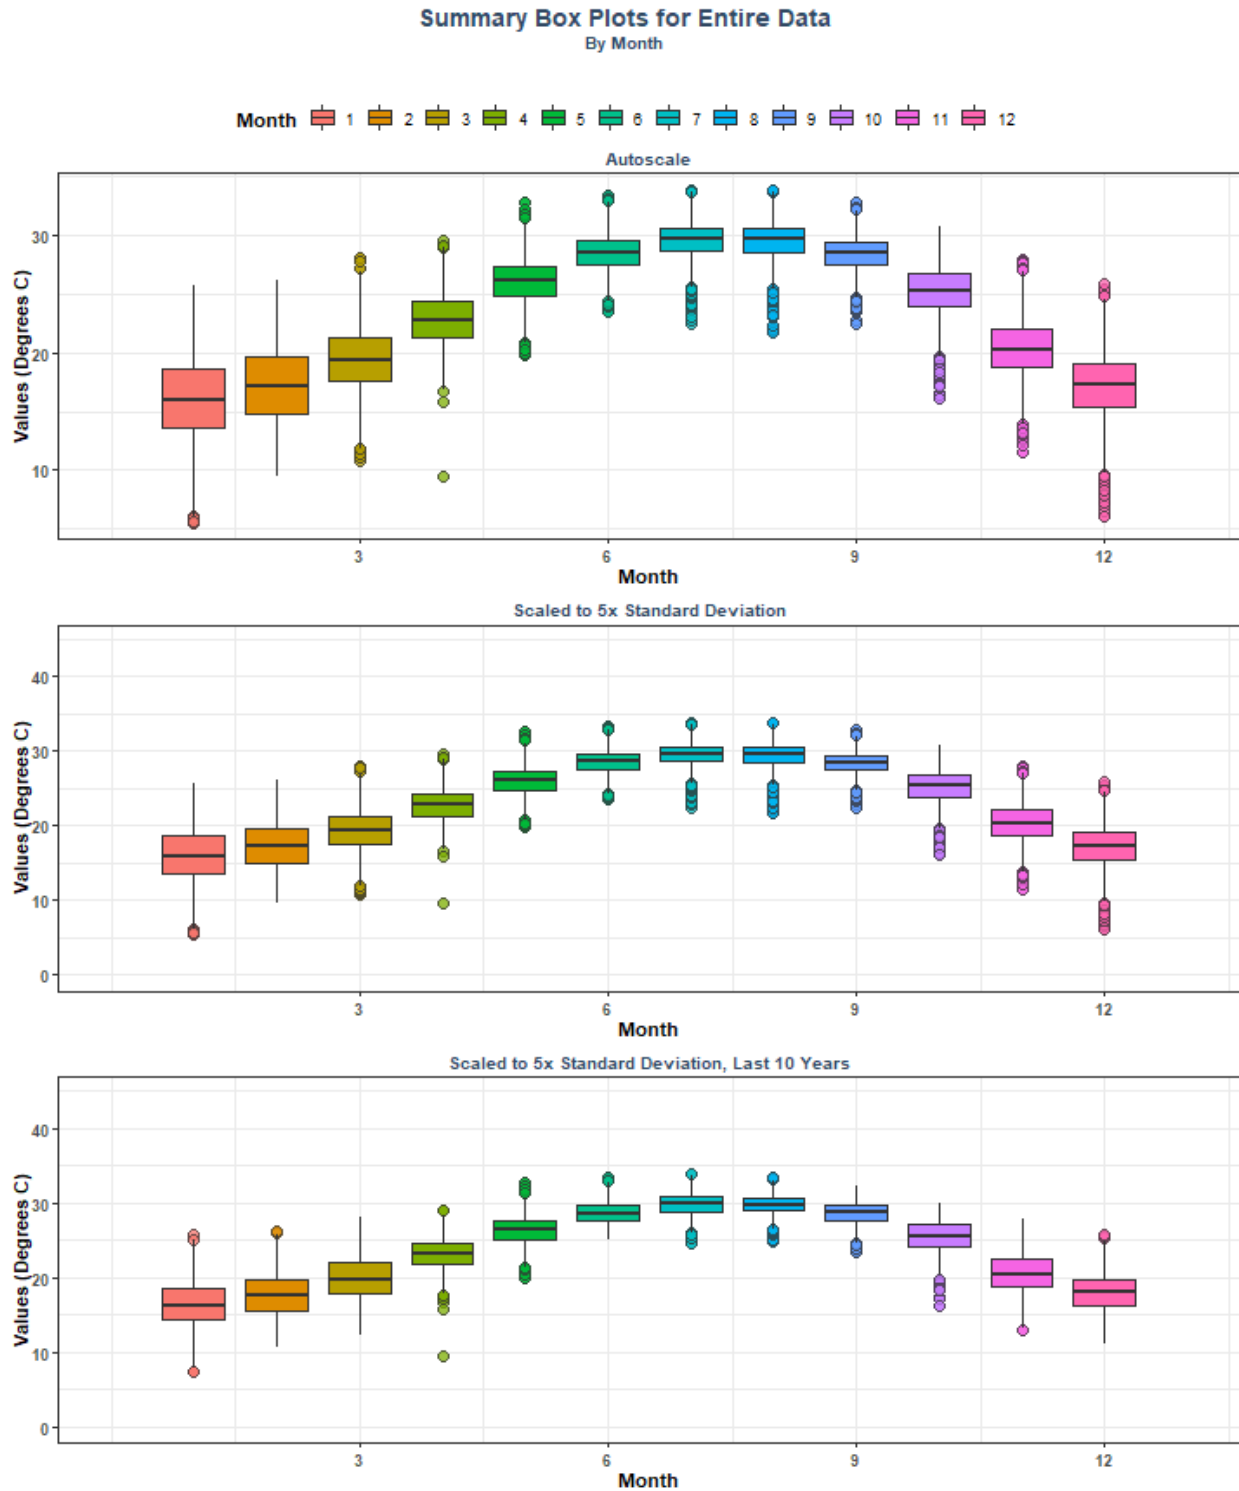 Summary Box Plots for Entire Data
By Month
Month 1 2 3 4 5 6 7 8 9 10 11 12
Autoscale
Values (Degrees C)
30
20
10
3 6 9 12
Month
Scaled to 5x Standard Deviation
Values (Degrees C)
40
30
20
10
0
3 6 9 12
Month
Scaled to 5x Standard Deviation, Last 10 Years
Values (Degrees C)
40
30
20
10
0
3 6 9 12
Month